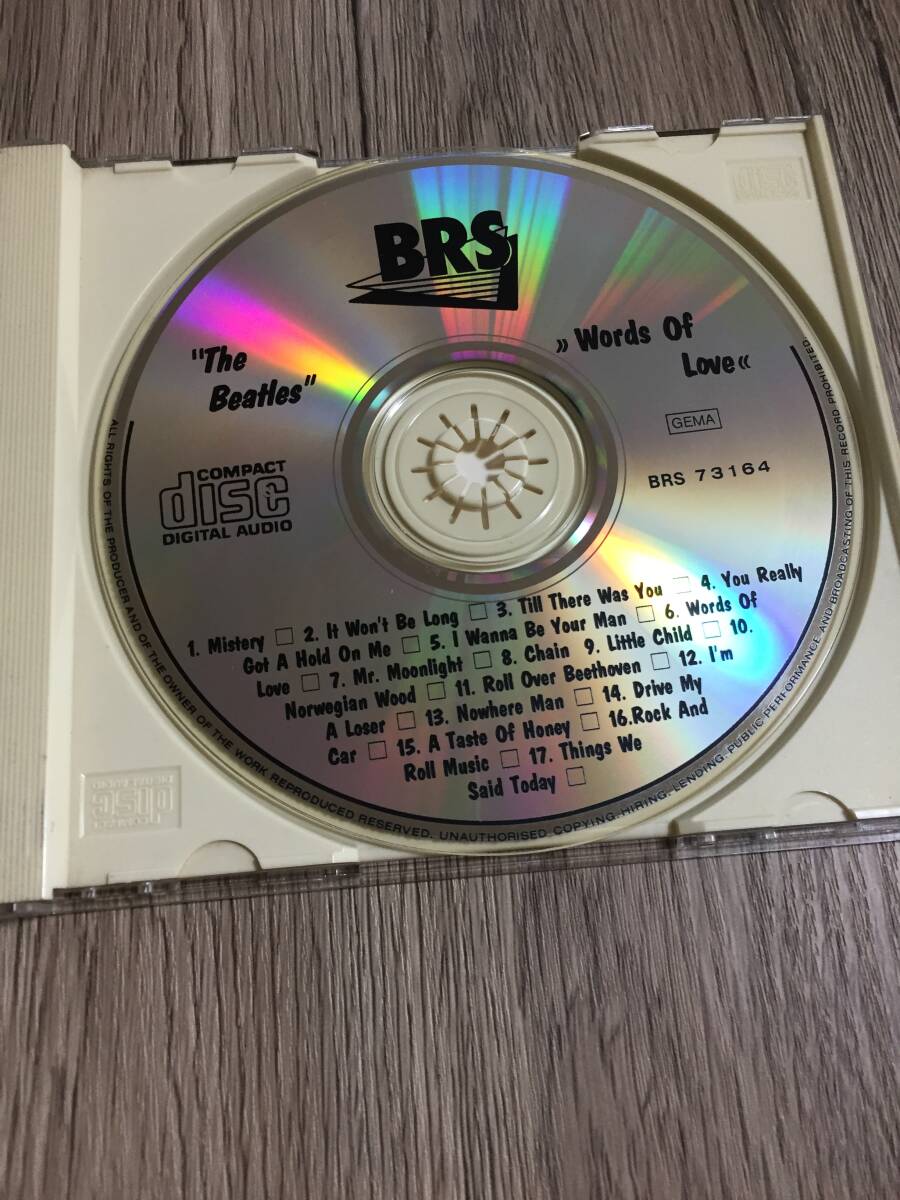 BRS
"The
Beatles"
»Words Of
Love«
GEMA
COMPACT
disc
DIGITAL AUDIO
BRS 73164
1. Mistery □ 2. It Won't Be Long □ 3. Till There Was You □ 4. You Really
Got A Hold On Me □ 5. I Wanna Be Your Man □ 6. Words Of
Love □ 7. Mr. Moonlight □ 8. Chain 9. Little Child □ 10.
Norwegian Wood □ 11. Roll Over Beethoven □ 12. I'm
A Loser □ 13. Nowhere Man □ 14. Drive My
Car □ 15. A Taste Of Honey □ 16.Rock And
Roll Music □ 17. Things We
Said Today □
ALL RIGHTS OF THE PRODUCER AND OF THE OWNER OF THE WORK REPRODUCED RESERVED. UNAUTHORISED COPYING, HIRING, LENDING, PUBLIC PERFORMANCE AND BROADCASTING OF THIS RECORD PROHIBITED
disc
COMPACT
disc